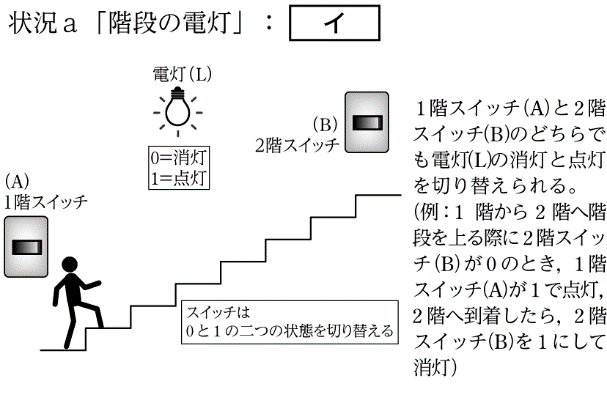 状況a「階段の電灯」： イ
電灯(L)
0=消灯
1=点灯
(B)
2階スイッチ
(A)
1階スイッチ
スイッチは
0と1の二つの状態を切り替える
1階スイッチ(A)と2階
スイッチ(B)のどちらで
も電灯(L)の消灯と点灯
を切り替えられる。
(例：1 階から 2 階へ階
段を上る際に2階スイッ
チ(B)が0のとき，1階
スイッチ(A)が1で点灯，
2階へ到着したら，2階
スイッチ(B)を1にして
消灯)